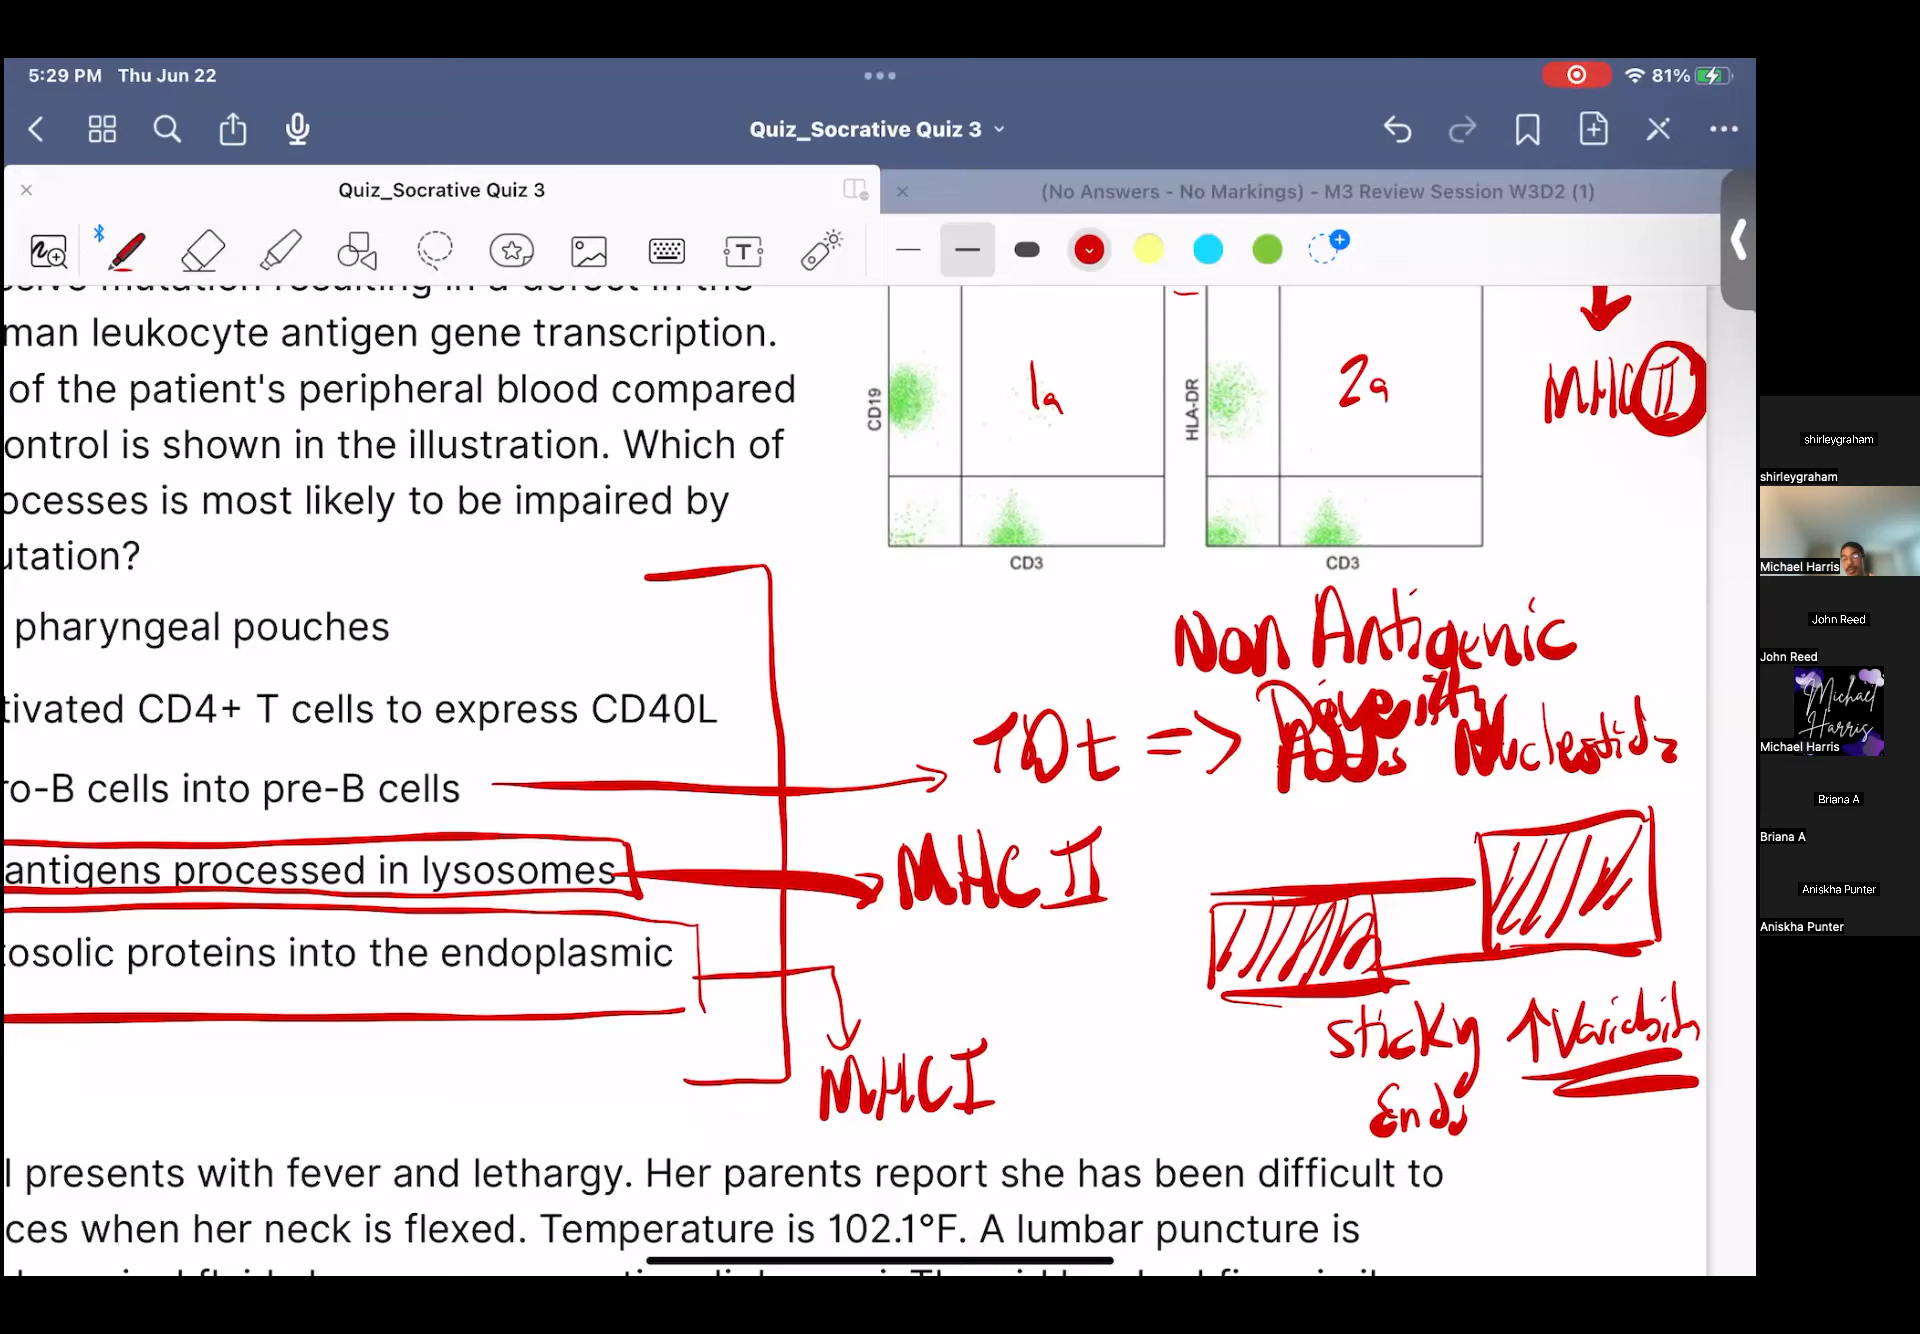 5:29 PM Thu Jun 22
81%
Quiz_Socrative Quiz 3
Quiz_Socrative Quiz 3
(No Answers - No Markings) - M3 Review Session W3D2 (1)
man leukocyte antigen gene transcription.
of the patient's peripheral blood compared
ontrol is shown in the illustration. Which of
ocesses is most likely to be impaired by
utation?
pharyngeal pouches
tivated CD4+ T cells to express CD40L
ro-B cells into pre-B cells
antigens processed in lysosomes
tosolic proteins into the endoplasmic
CD19
1a
CD3
HLA-DR
2a
CD3
MHC II
Non Antigenic
Diversity
TDt => Adds Nucleotides
MHC II
MHC I
Sticky
Ends
↑Variability
l presents with fever and lethargy. Her parents report she has been difficult to
ces when her neck is flexed. Temperature is 102.1°F. A lumbar puncture is
shirleygraham
shirleygraham
Michael Harris
John Reed
John Reed
Michael
Harris
Michael Harris
Briana A
Briana A
Aniskha Punter
Aniskha Punter